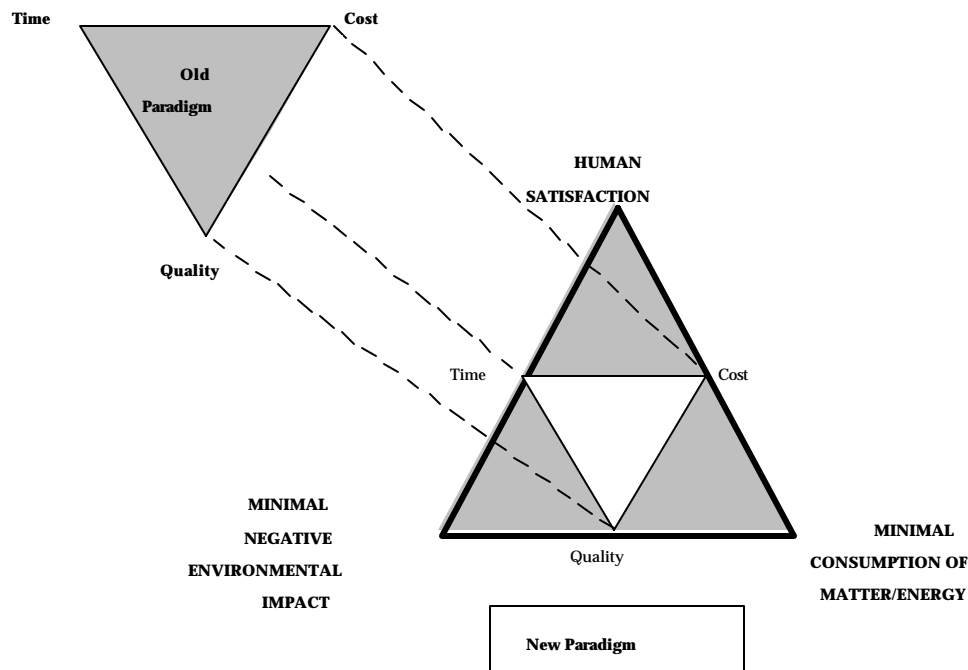 Time
Cost
Old
Paradigm
Quality
HUMAN
SATISFACTION
Time
Cost
MINIMAL
NEGATIVE
ENVIRONMENTAL
IMPACT
Quality
MINIMAL
CONSUMPTION OF
MATTER/ENERGY
New Paradigm